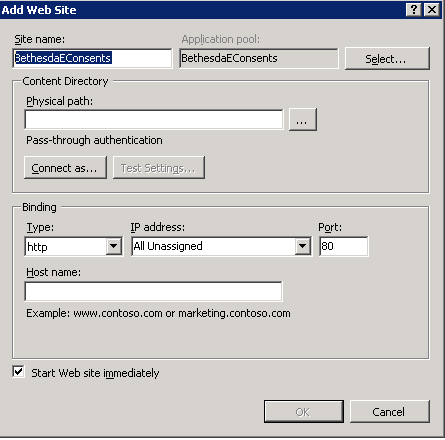 Add Web Site
Site name:
Application pool:
BethesdaEConsents
BethesdaEConsents
Select...
Content Directory
Physical path:
...
Pass-through authentication
Connect as...
Test Settings...
Binding
Type:
IP address:
Port:
http
All Unassigned
80
Host name:
Example: www.contoso.com or marketing.contoso.com
Start Web site immediately
OK
Cancel